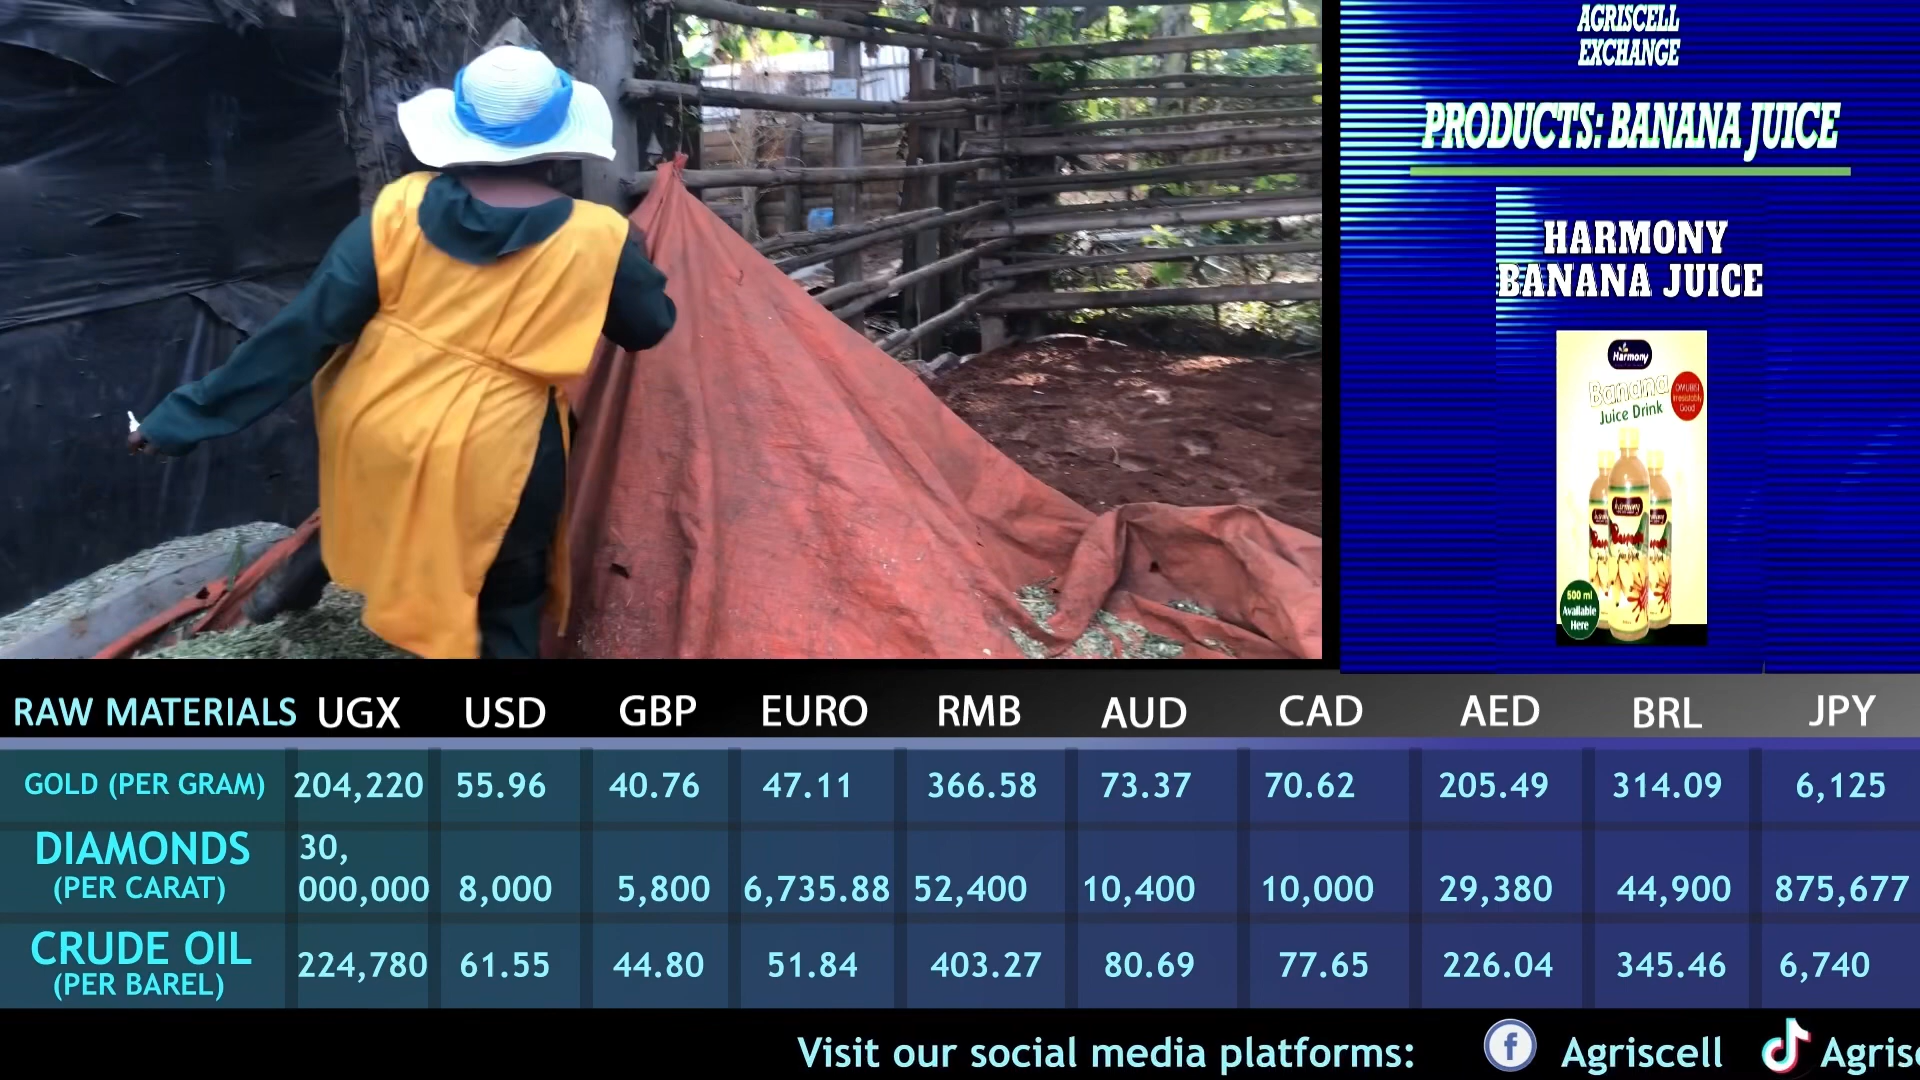 AGRISCELL
EXCHANGE
PRODUCTS: BANANA JUICE
HARMONY
BANANA JUICE
Harmony
Banana
Juice Drink
OMUBISI
Irresistably
Good
harmony
500 ml
Available
Here
RAW MATERIALS UGX USD GBP EURO RMB AUD CAD AED BRL JPY
GOLD (PER GRAM) 204,220 55.96 40.76 47.11 366.58 73.37 70.62 205.49 314.09 6,125
DIAMONDS 30,
(PER CARAT) 000,000 8,000 5,800 6,735.88 52,400 10,400 10,000 29,380 44,900 875,677
CRUDE OIL
(PER BAREL) 224,780 61.55 44.80 51.84 403.27 80.69 77.65 226.04 345.46 6,740
Visit our social media platforms: f Agriscell Agrisc